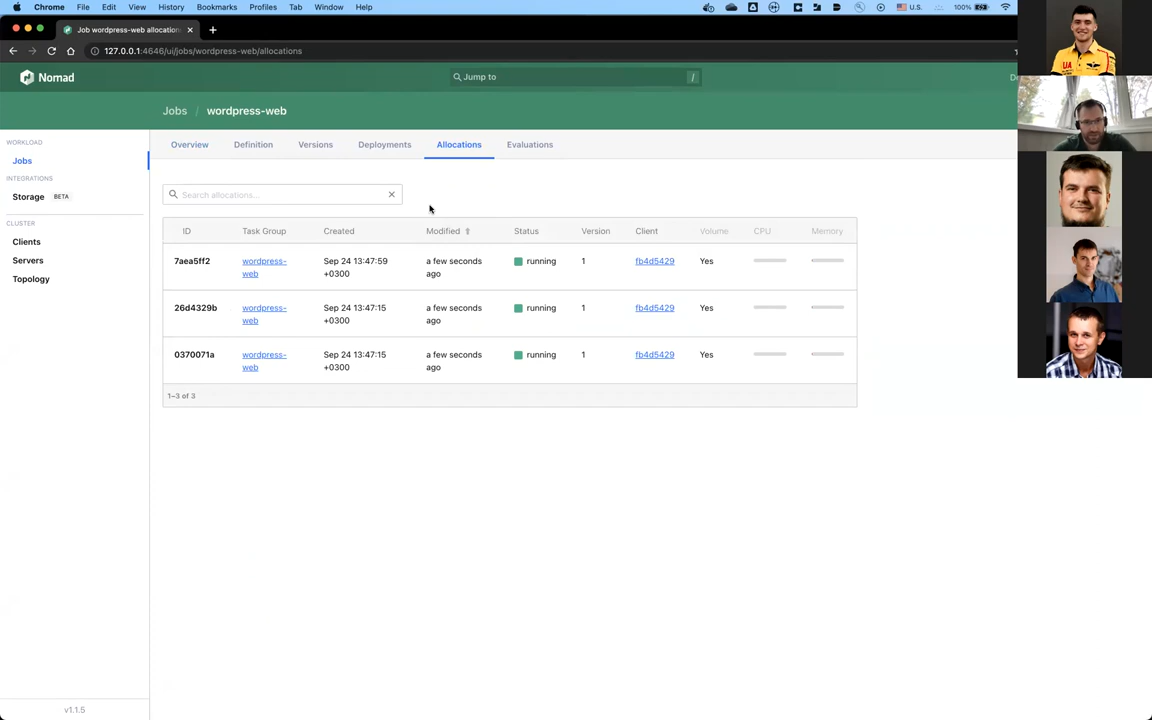 Chrome File Edit View History Bookmarks Profiles Tab Window Help U.S. 100%
Job wordpress-web allocation
127.0.0.1:4646/ui/jobs/wordpress-web/allocations
Nomad Jump to /
Jobs / wordpress-web
WORKLOAD
Jobs
INTEGRATIONS
Storage BETA
CLUSTER
Clients
Servers
Topology
Overview Definition Versions Deployments Allocations Evaluations
Search allocations...
ID Task Group Created Modified Status Version Client Volume CPU Memory
7aea5ff2 wordpress- Sep 24 13:47:59 a few seconds running 1 fb4d5429 Yes
web +0300 ago
26d4329b wordpress- Sep 24 13:47:15 a few seconds running 1 fb4d5429 Yes
web +0300 ago
0370071a wordpress- Sep 24 13:47:15 a few seconds running 1 fb4d5429 Yes
web +0300 ago
1–3 of 3
v1.1.5
UA